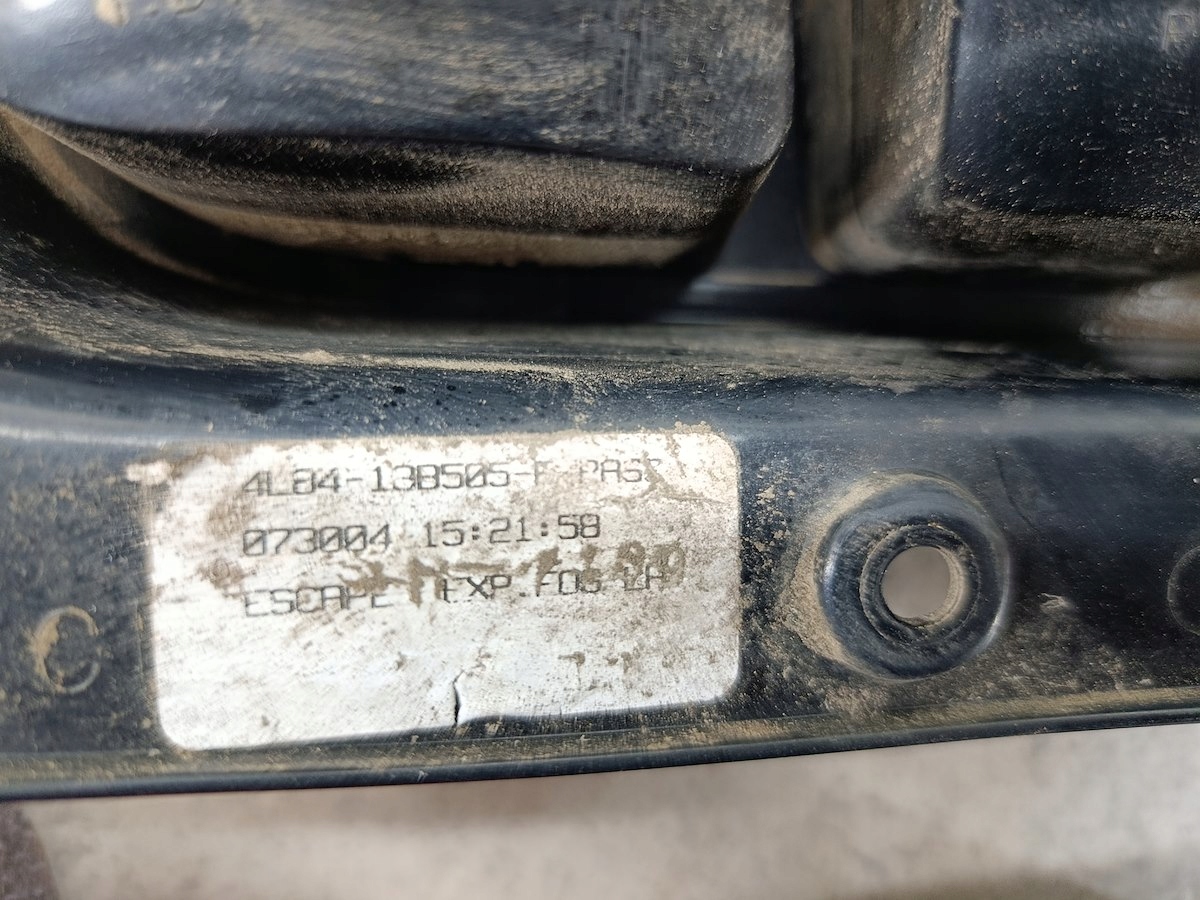 4L84-13B505-F PASS
073004 15:21:58
ESCAPE EXP.FOG LH
C